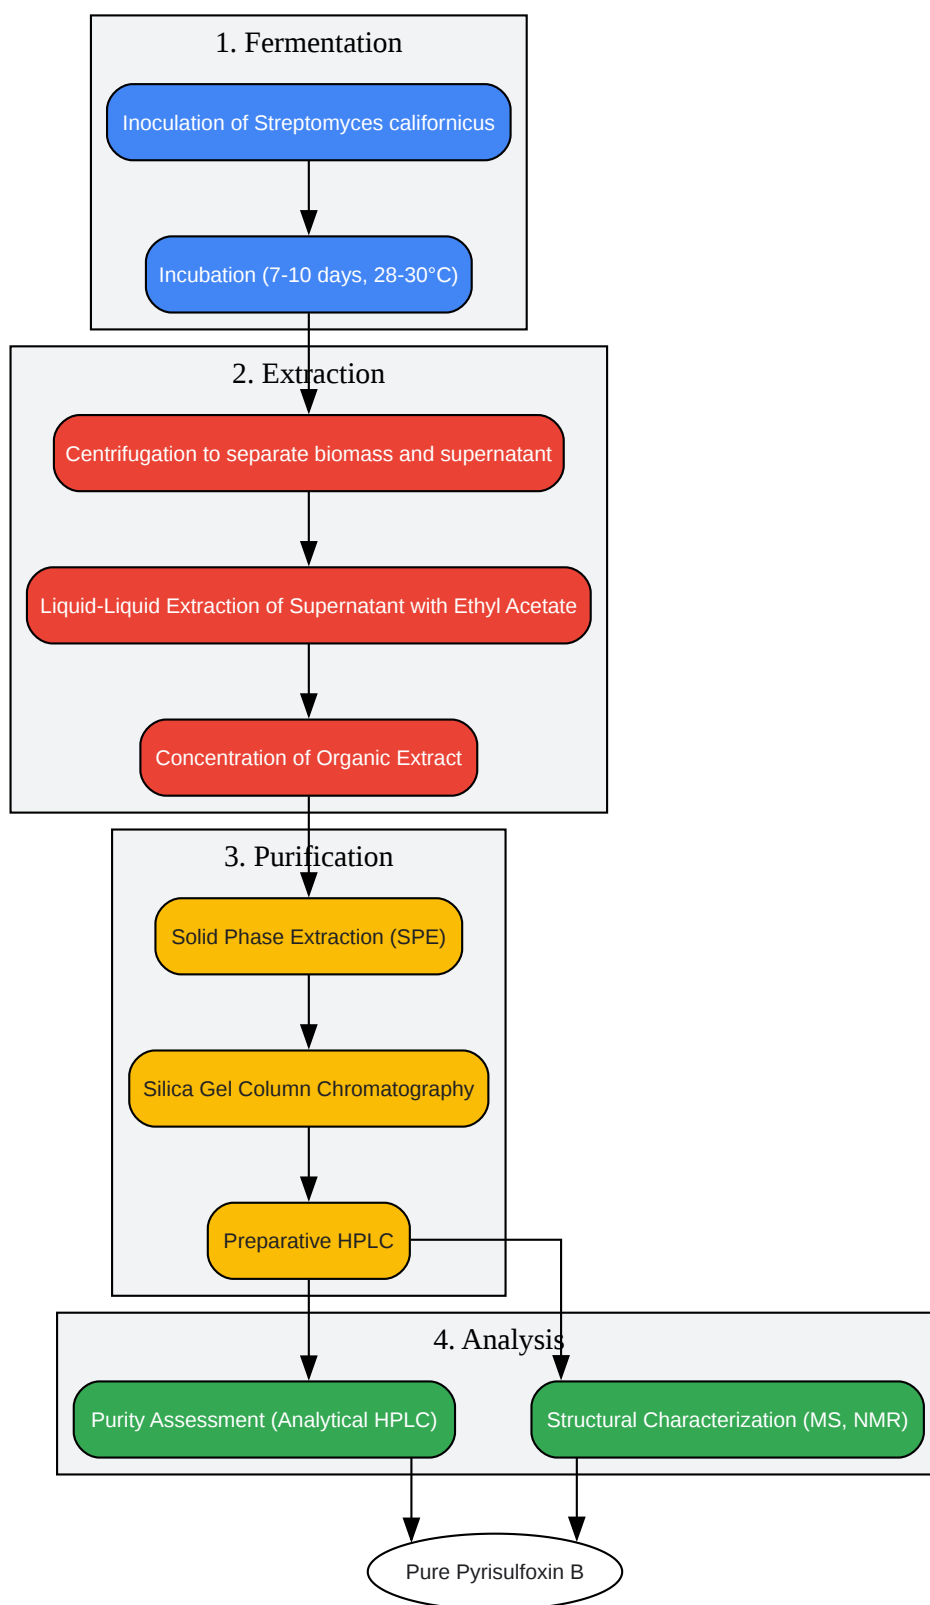 1. Fermentation
Inoculation of Streptomyces californicus
Incubation (7-10 days, 28-30°C)
2. Extraction
Centrifugation to separate biomass and supernatant
Liquid-Liquid Extraction of Supernatant with Ethyl Acetate
Concentration of Organic Extract
3. Purification
Solid Phase Extraction (SPE)
Silica Gel Column Chromatography
Preparative HPLC
4. Analysis
Purity Assessment (Analytical HPLC)
Structural Characterization (MS, NMR)
Pure Pyrisulfoxin B